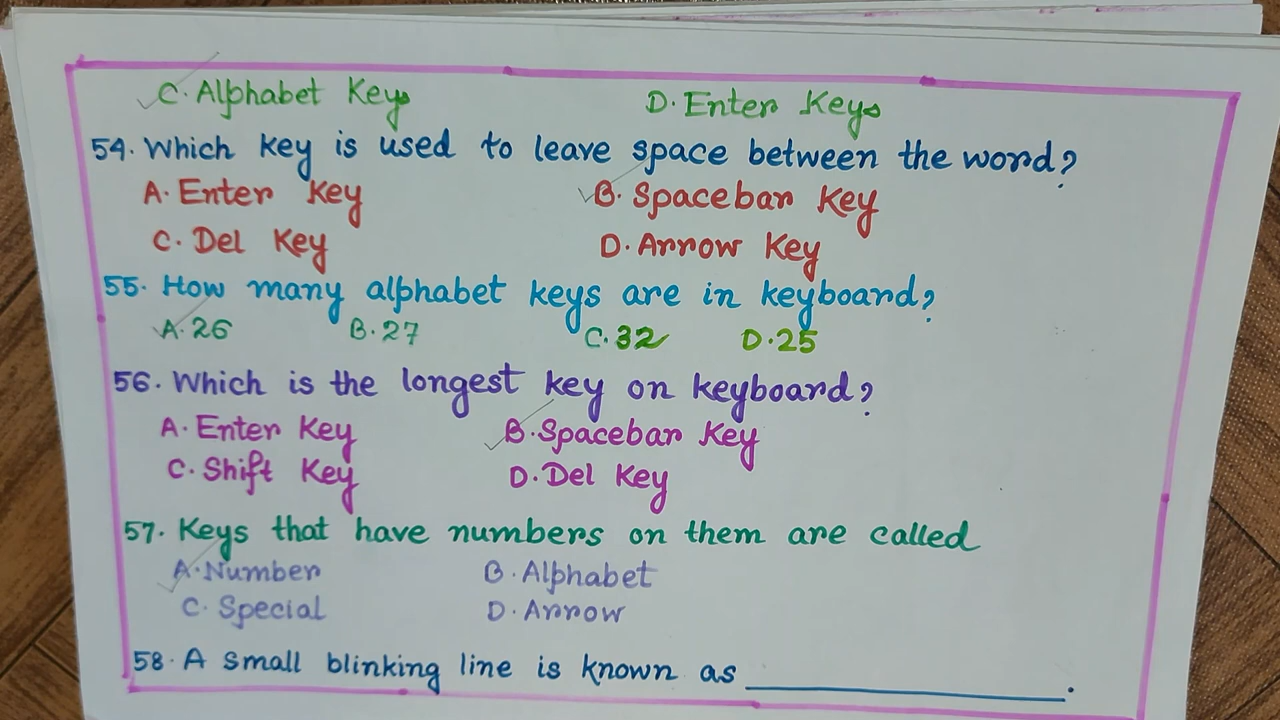 C. Alphabet Keys D. Enter Keys
54. Which key is used to leave space between the word?
A. Enter Key B. Spacebar Key
C. Del Key D. Arrow Key
55. How many alphabet keys are in keyboard?
A. 26 B. 27 C. 32 D. 25
56. Which is the longest key on keyboard?
A. Enter Key B. Spacebar Key
C. Shift Key D. Del Key
57. Keys that have numbers on them are called
A. Number B. Alphabet
C. Special D. Arrow
58. A small blinking line is known as ____________.